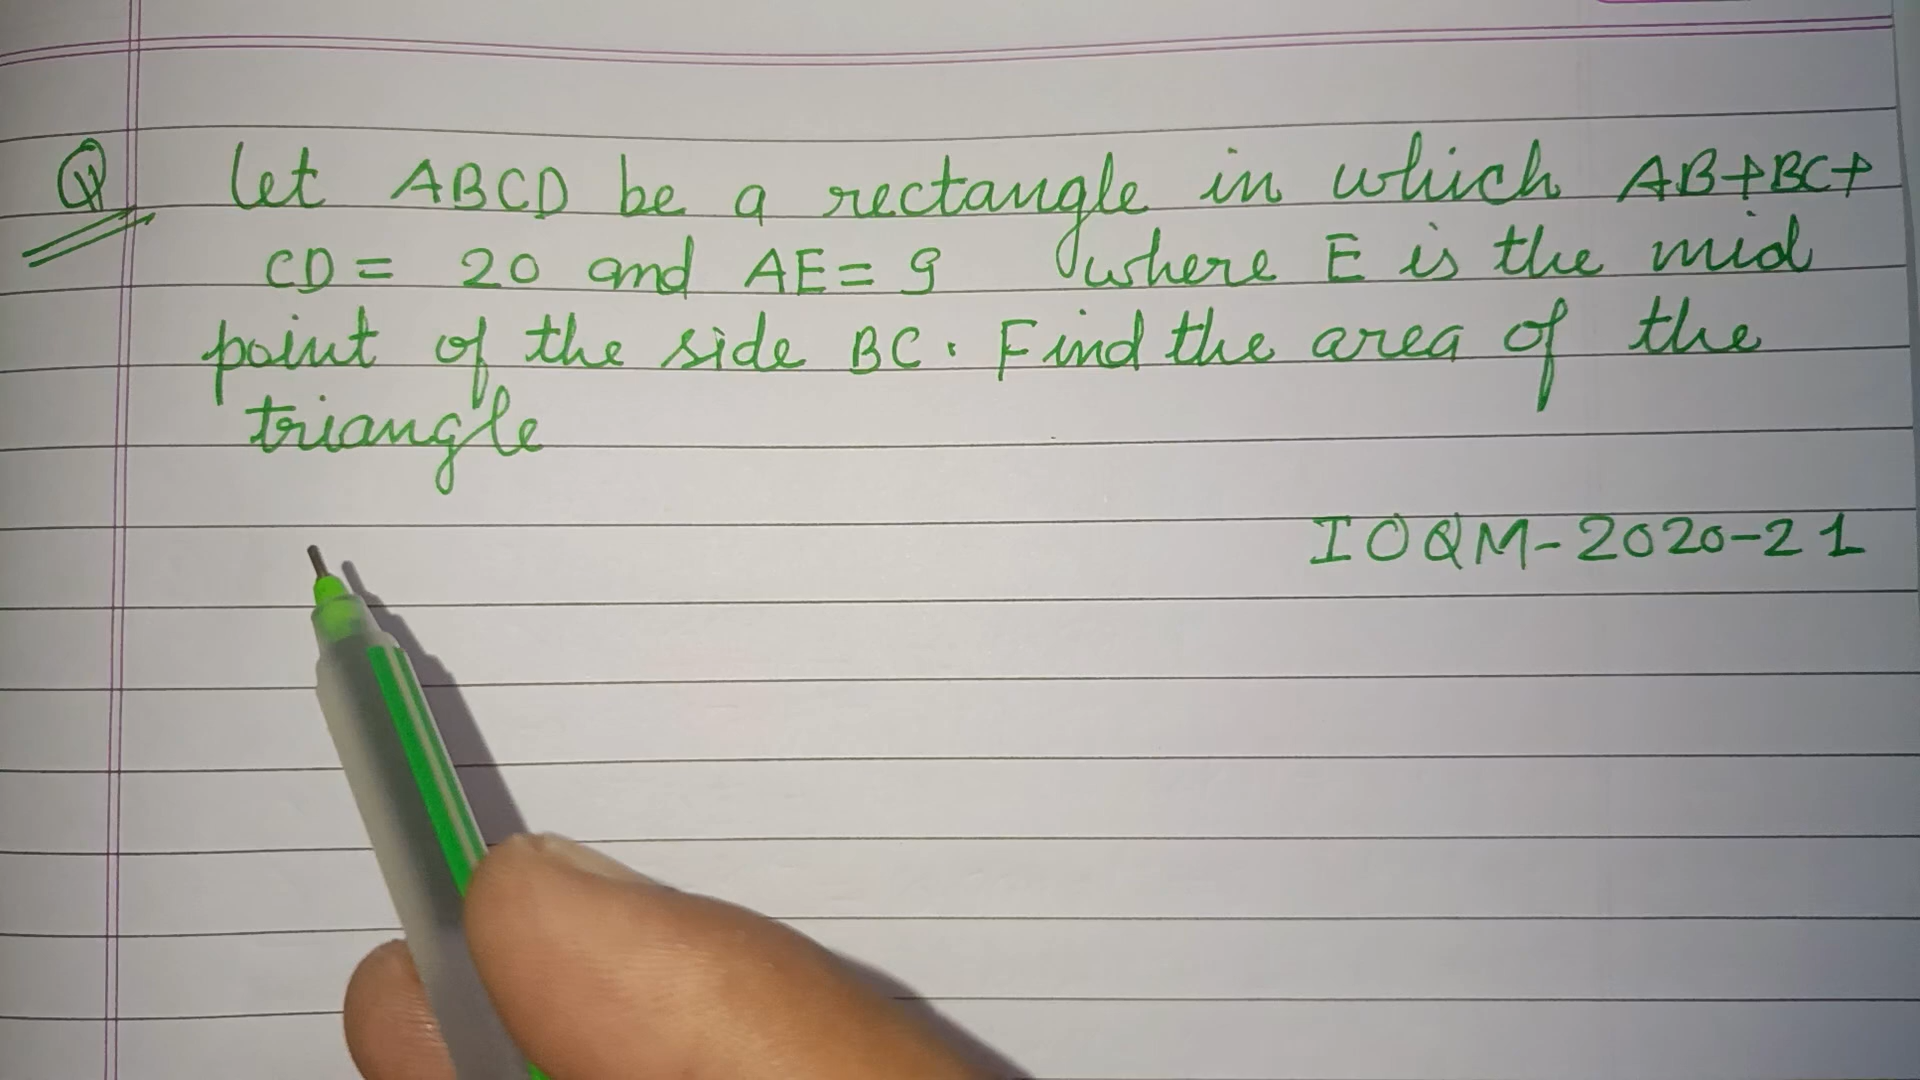 Q let ABCD be a rectangle in which AB+BC+
CD = 20 and AE = 9 where E is the mid
point of the side BC. Find the area of the
triangle
IOQM-2020-21